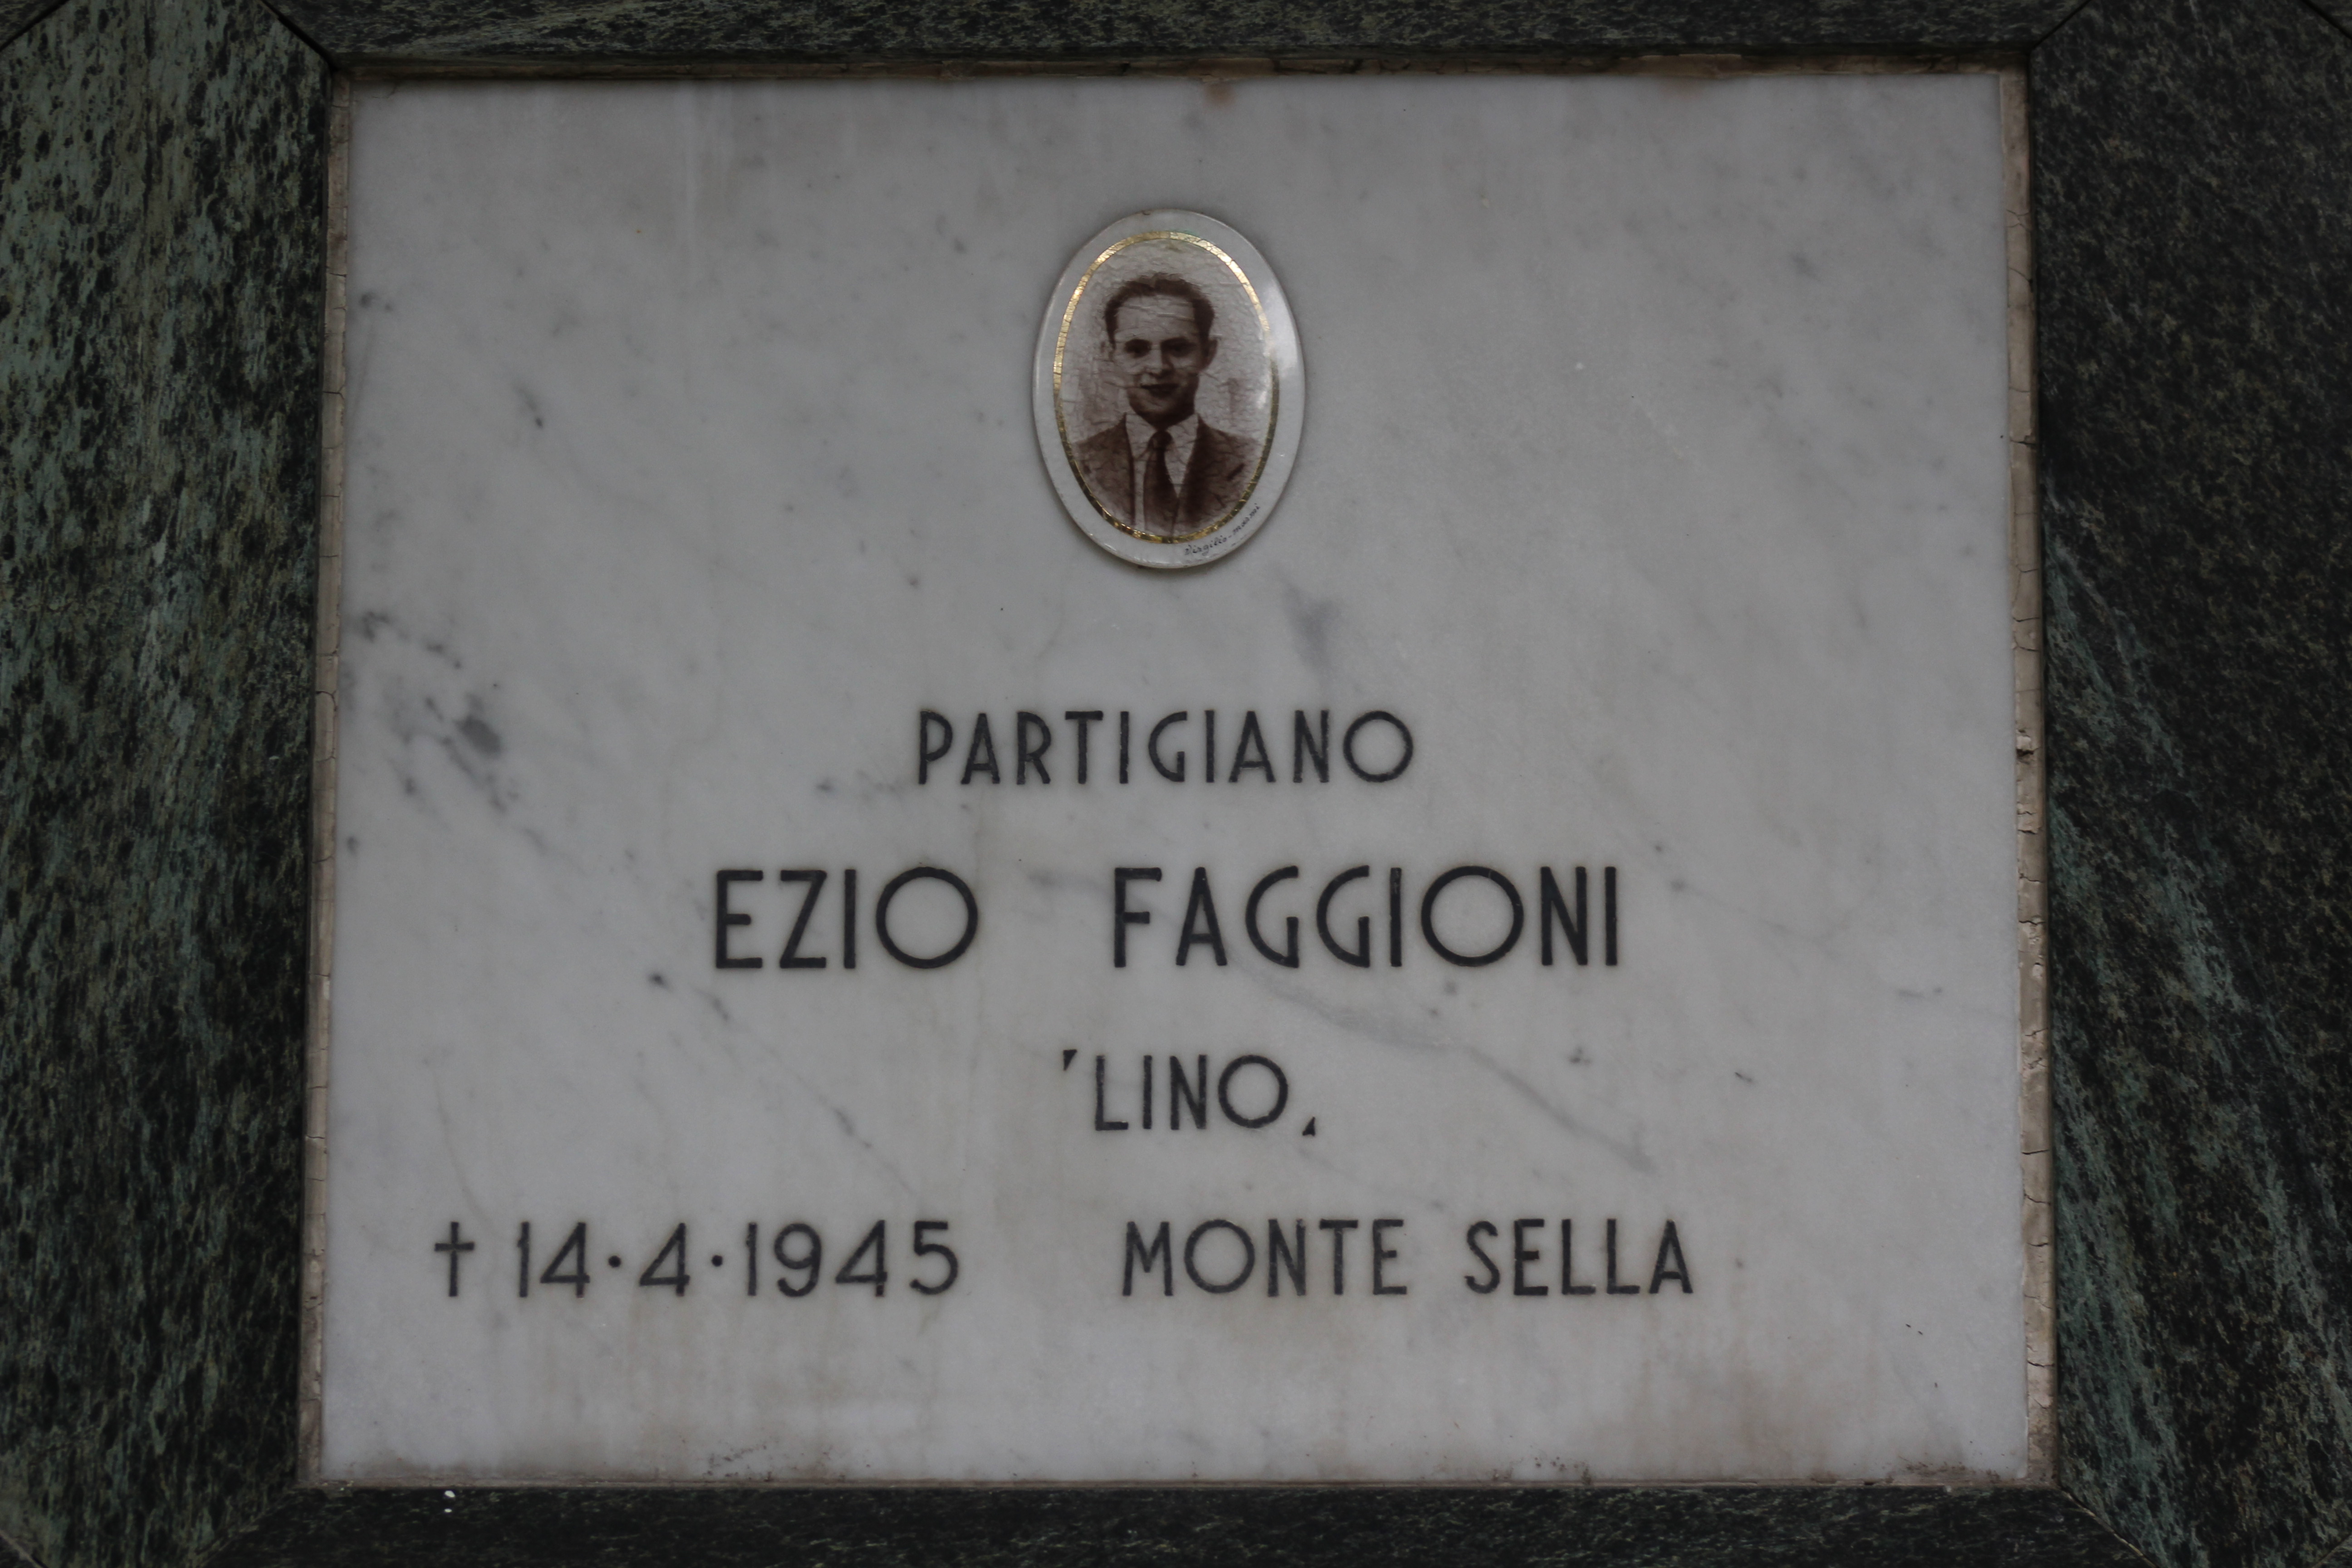 PARTIGIANO
EZIO FAGGIONI
'LINO,
† 14·4·1945 MONTE SELLA